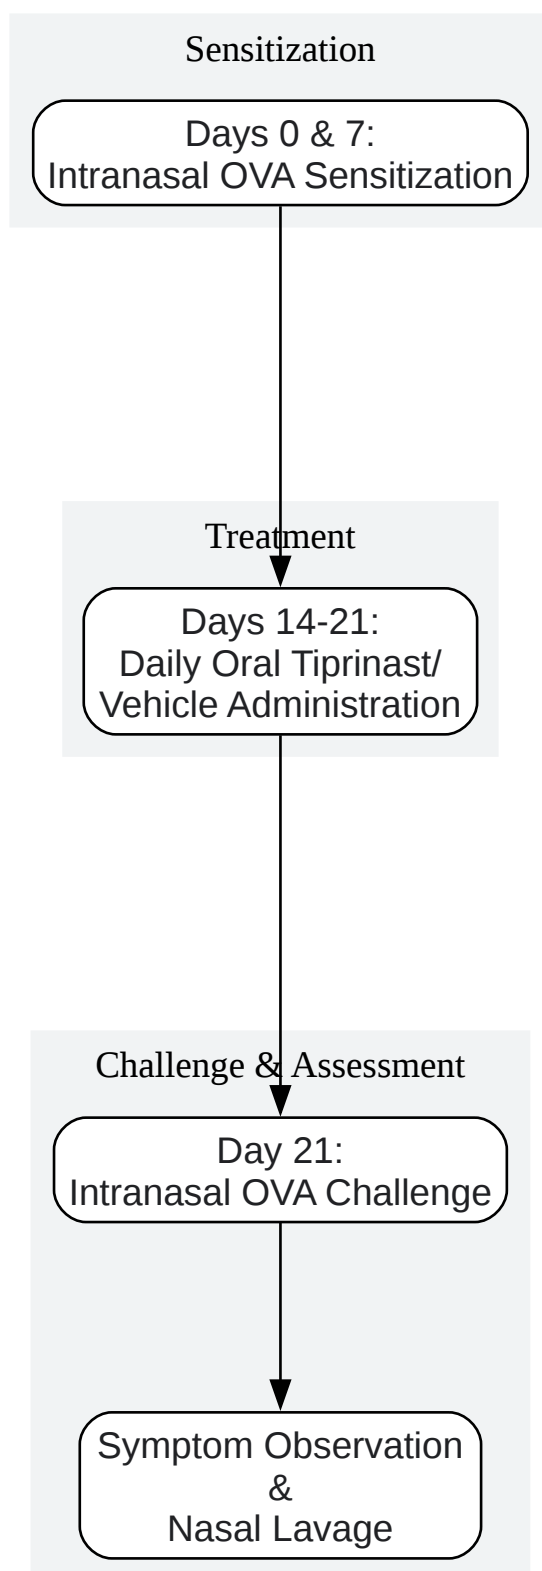 Sensitization
Days 0 & 7:
Intranasal OVA Sensitization
Treatment
Days 14-21:
Daily Oral Tiprinast/
Vehicle Administration
Challenge & Assessment
Day 21:
Intranasal OVA Challenge
Symptom Observation
&
Nasal Lavage